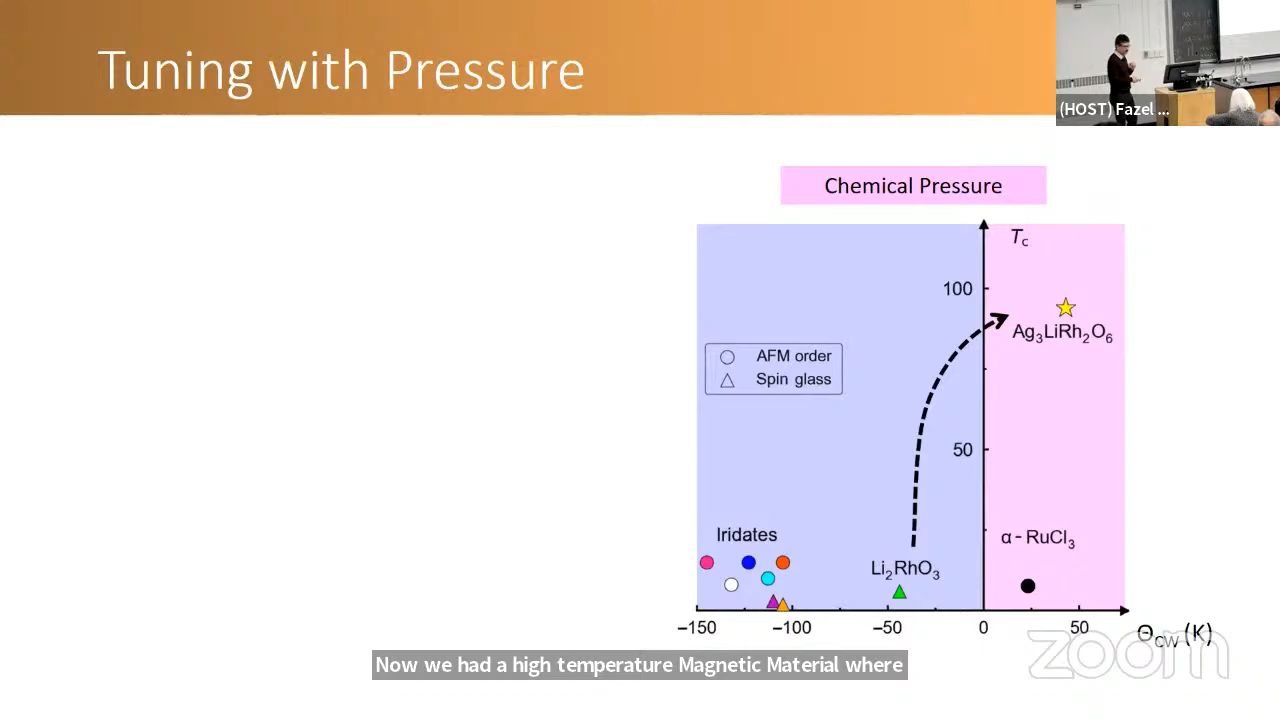 Tuning with Pressure
(HOST) Fazel ...
Chemical Pressure
Tc
100
Ag3LiRh2O6
AFM order
Spin glass
50
Iridates
α-RuCl3
Li2RhO3
−150 −100 −50 0 50 ΘCW (K)
zoom
Now we had a high temperature Magnetic Material where